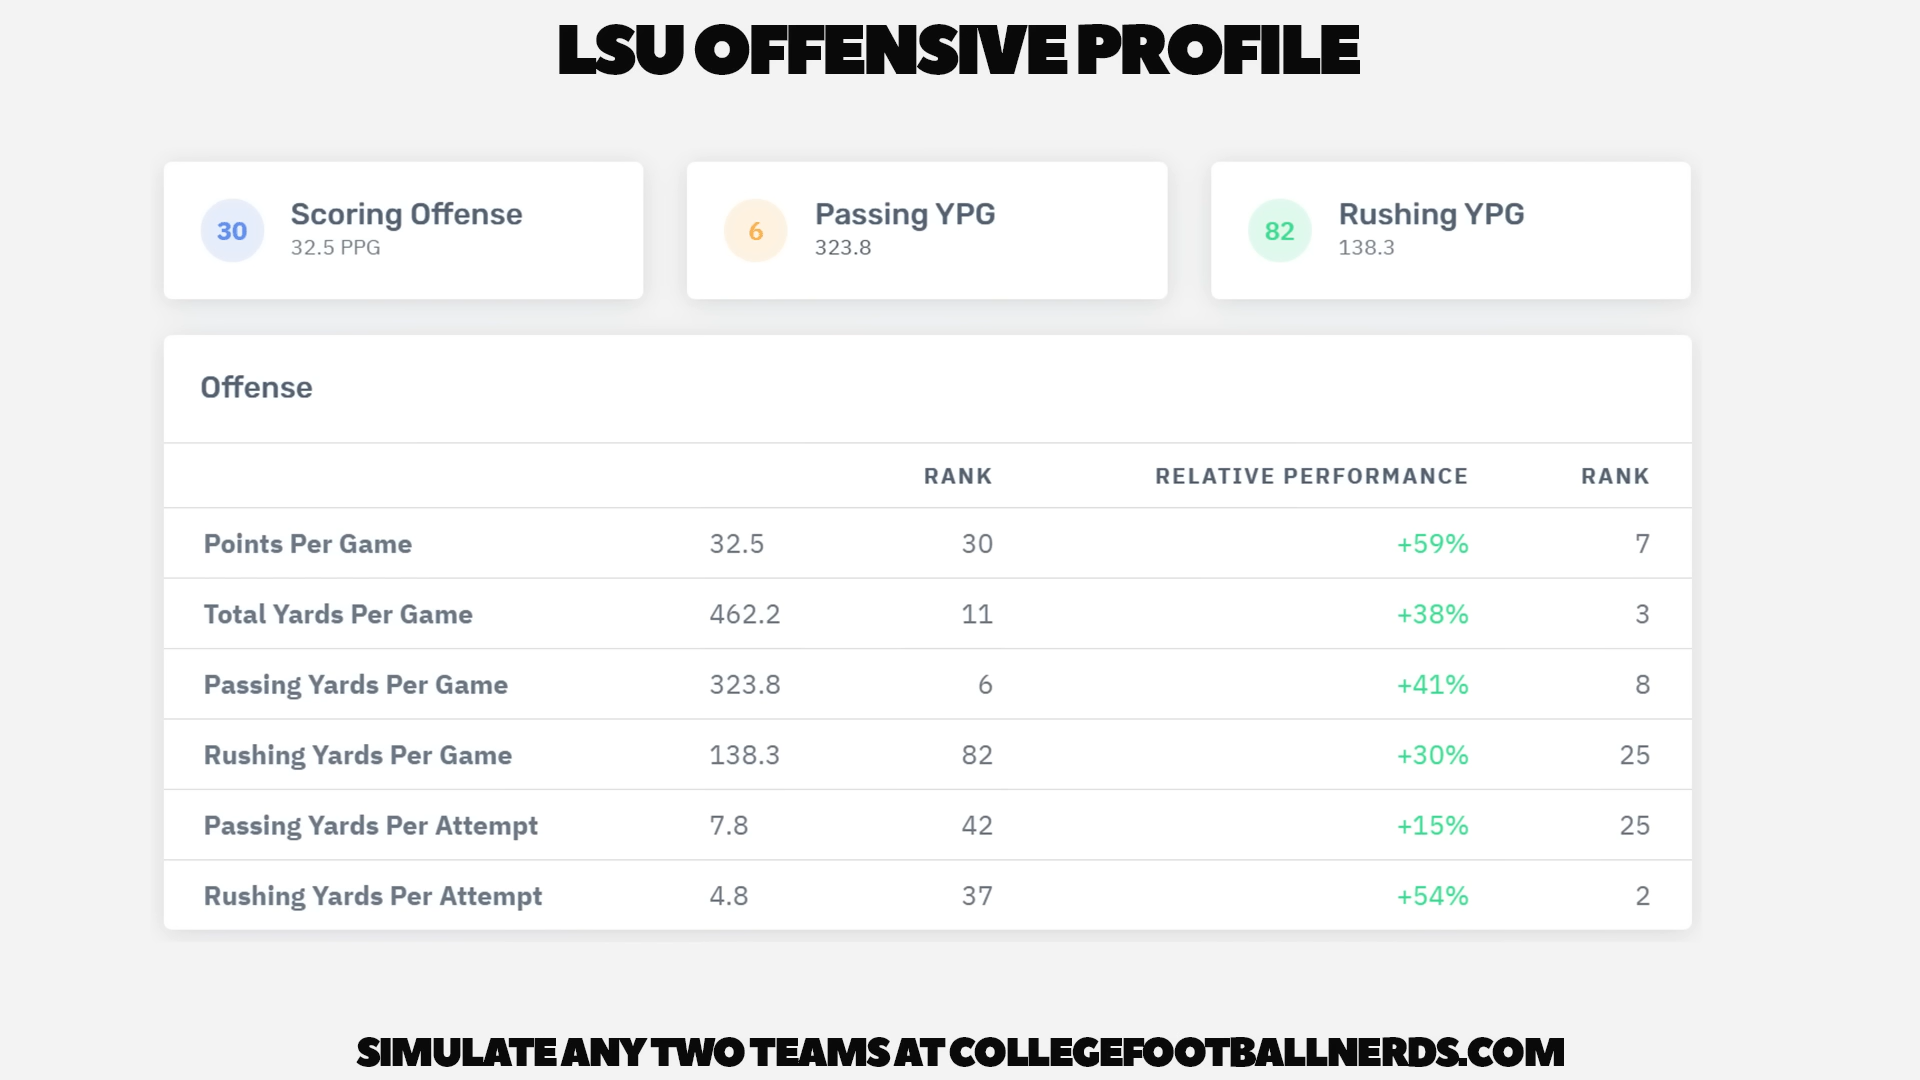 LSU OFFENSIVE PROFILE
30 Scoring Offense
32.5 PPG
6 Passing YPG
323.8
82 Rushing YPG
138.3
Offense
RANK RELATIVE PERFORMANCE RANK
Points Per Game 32.5 30 +59% 7
Total Yards Per Game 462.2 11 +38% 3
Passing Yards Per Game 323.8 6 +41% 8
Rushing Yards Per Game 138.3 82 +30% 25
Passing Yards Per Attempt 7.8 42 +15% 25
Rushing Yards Per Attempt 4.8 37 +54% 2
SIMULATE ANY TWO TEAMS AT COLLEGEFOOTBALLNERDS.COM